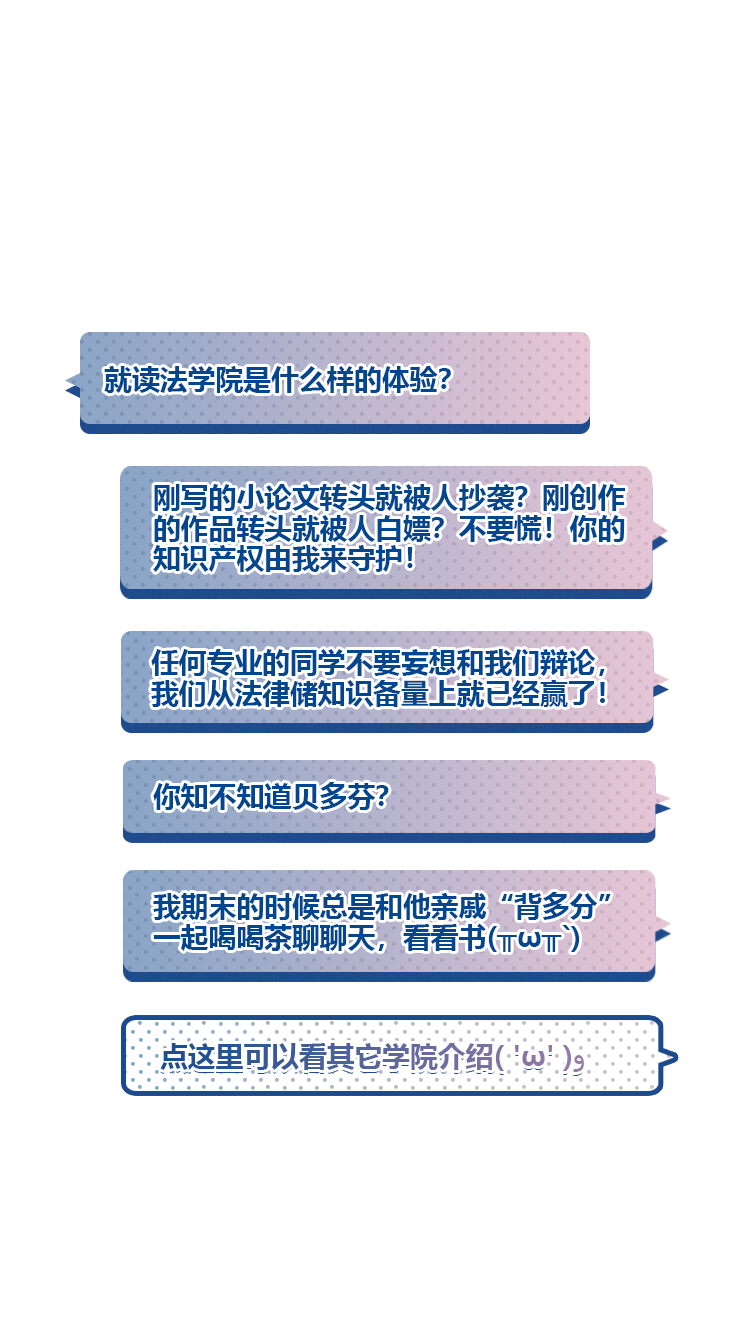 就读法学院是什么样的体验?
刚写的小论文转头就被人抄袭？刚创作
的作品转头就被人白嫖？不要慌！你的
知识产权由我来守护！
任何专业的同学不要妄想和我们辩论，
我们从法律储知识备量上就已经赢了！
你知不知道贝多芬？
我期末的时候总是和他亲戚“背多分”
一起喝喝茶聊聊天，看看书(╥ω╥`)
点这里可以看其它学院介绍( 'ω' )و